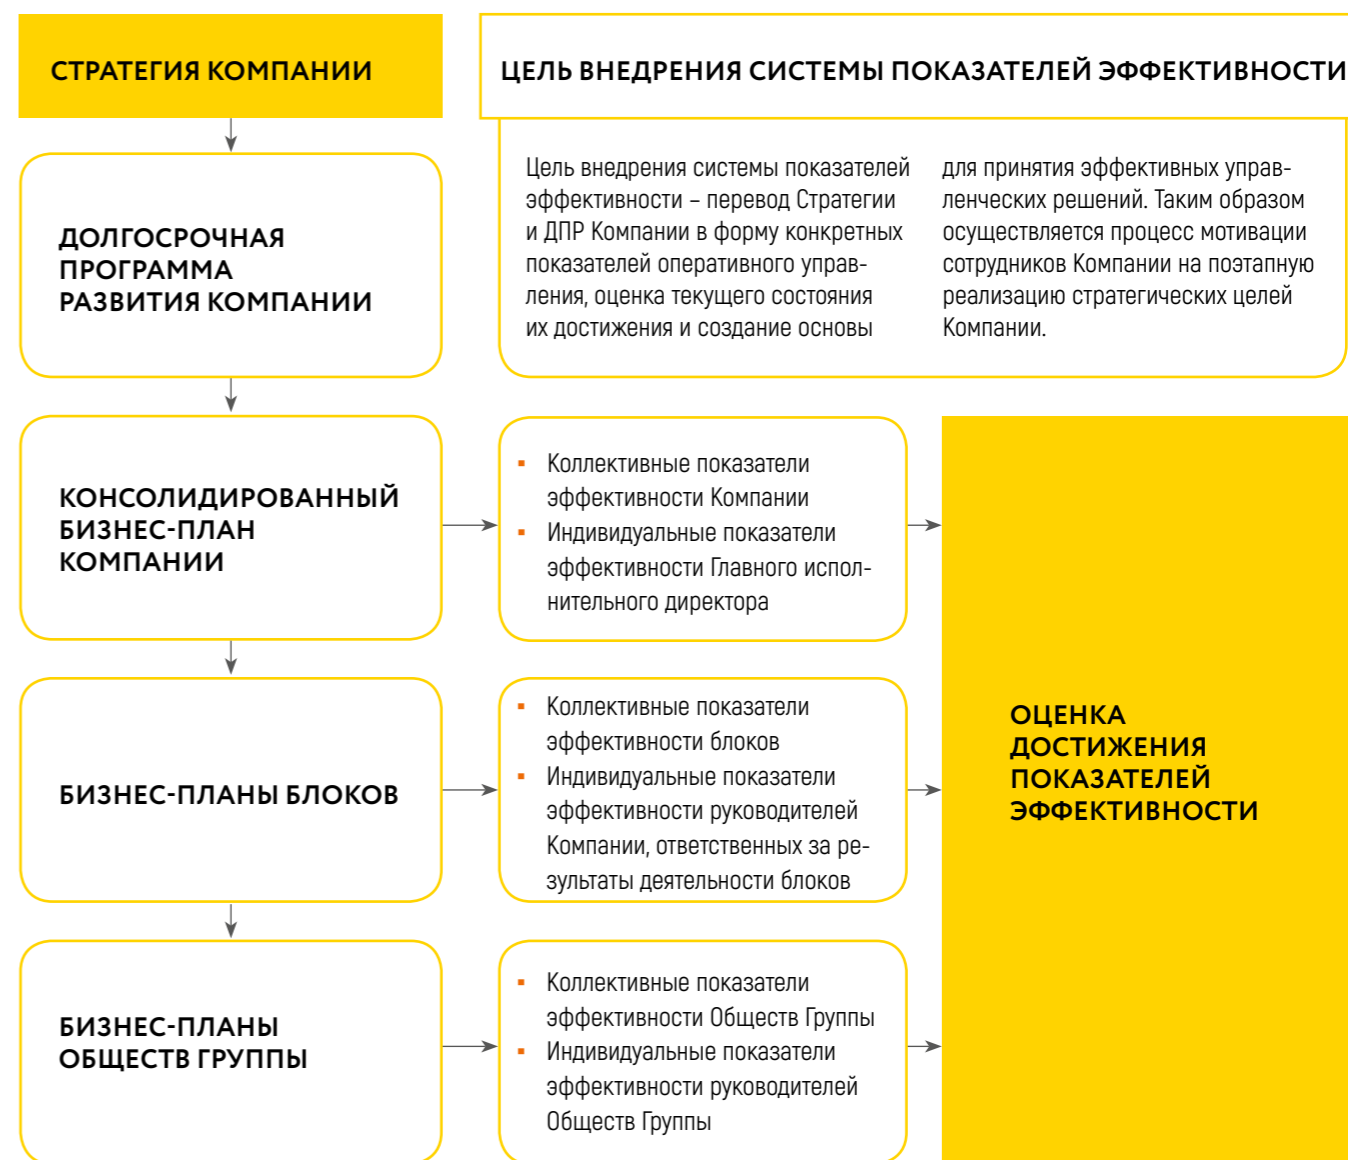 СТРАТЕГИЯ КОМПАНИИ
ЦЕЛЬ ВНЕДРЕНИЯ СИСТЕМЫ ПОКАЗАТЕЛЕЙ ЭФФЕКТИВНОСТИ
Цель внедрения системы показателей
эффективности – перевод Стратегии
и ДПР Компании в форму конкретных
показателей оперативного управ-
ления, оценка текущего состояния
их достижения и создание основы
для принятия эффективных управ-
ленческих решений. Таким образом
осуществляется процесс мотивации
сотрудников Компании на поэтапную
реализацию стратегических целей
Компании.
ДОЛГОСРОЧНАЯ
ПРОГРАММА
РАЗВИТИЯ КОМПАНИИ
КОНСОЛИДИРОВАННЫЙ
БИЗНЕС-ПЛАН
КОМПАНИИ
▪ Коллективные показатели
эффективности Компании
▪ Индивидуальные показатели
эффективности Главного испол-
нительного директора
БИЗНЕС-ПЛАНЫ БЛОКОВ
▪ Коллективные показатели
эффективности блоков
▪ Индивидуальные показатели
эффективности руководителей
Компании, ответственных за ре-
зультаты деятельности блоков
БИЗНЕС-ПЛАНЫ
ОБЩЕСТВ ГРУППЫ
▪ Коллективные показатели
эффективности Обществ Группы
▪ Индивидуальные показатели
эффективности руководителей
Обществ Группы
ОЦЕНКА
ДОСТИЖЕНИЯ
ПОКАЗАТЕЛЕЙ
ЭФФЕКТИВНОСТИ